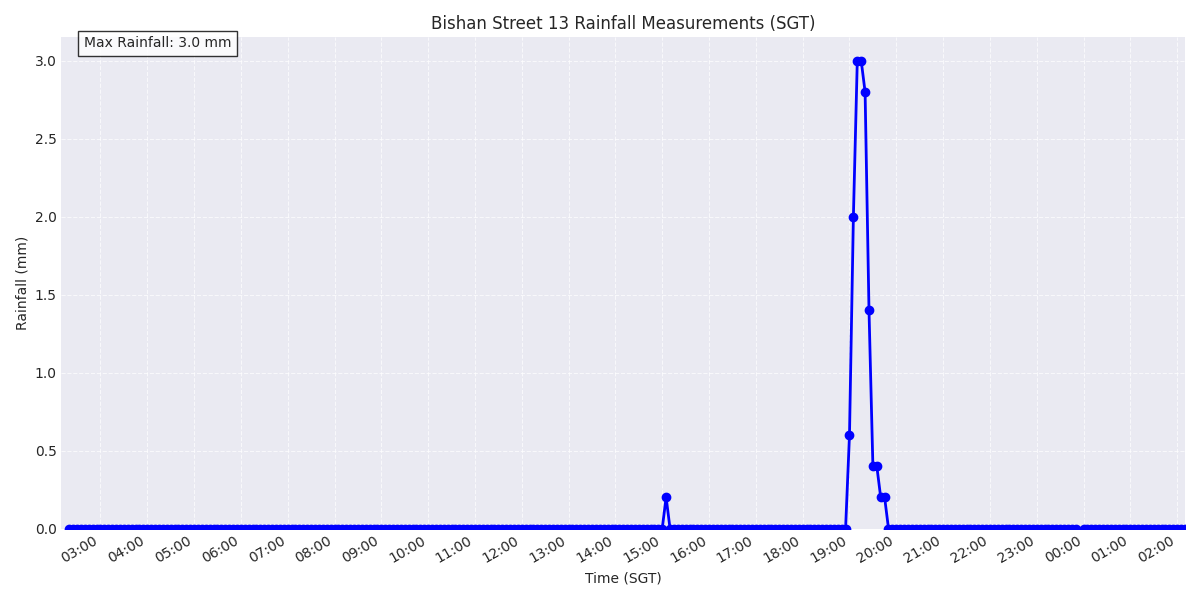 Bishan Street 13 Rainfall Measurements (SGT)
Max Rainfall: 3.0 mm
3.0
2.5
2.0
1.5
1.0
0.5
0.0
Rainfall (mm)
03:00 04:00 05:00 06:00 07:00 08:00 09:00 10:00 11:00 12:00 13:00 14:00 15:00 16:00 17:00 18:00 19:00 20:00 21:00 22:00 23:00 00:00 01:00 02:00
Time (SGT)